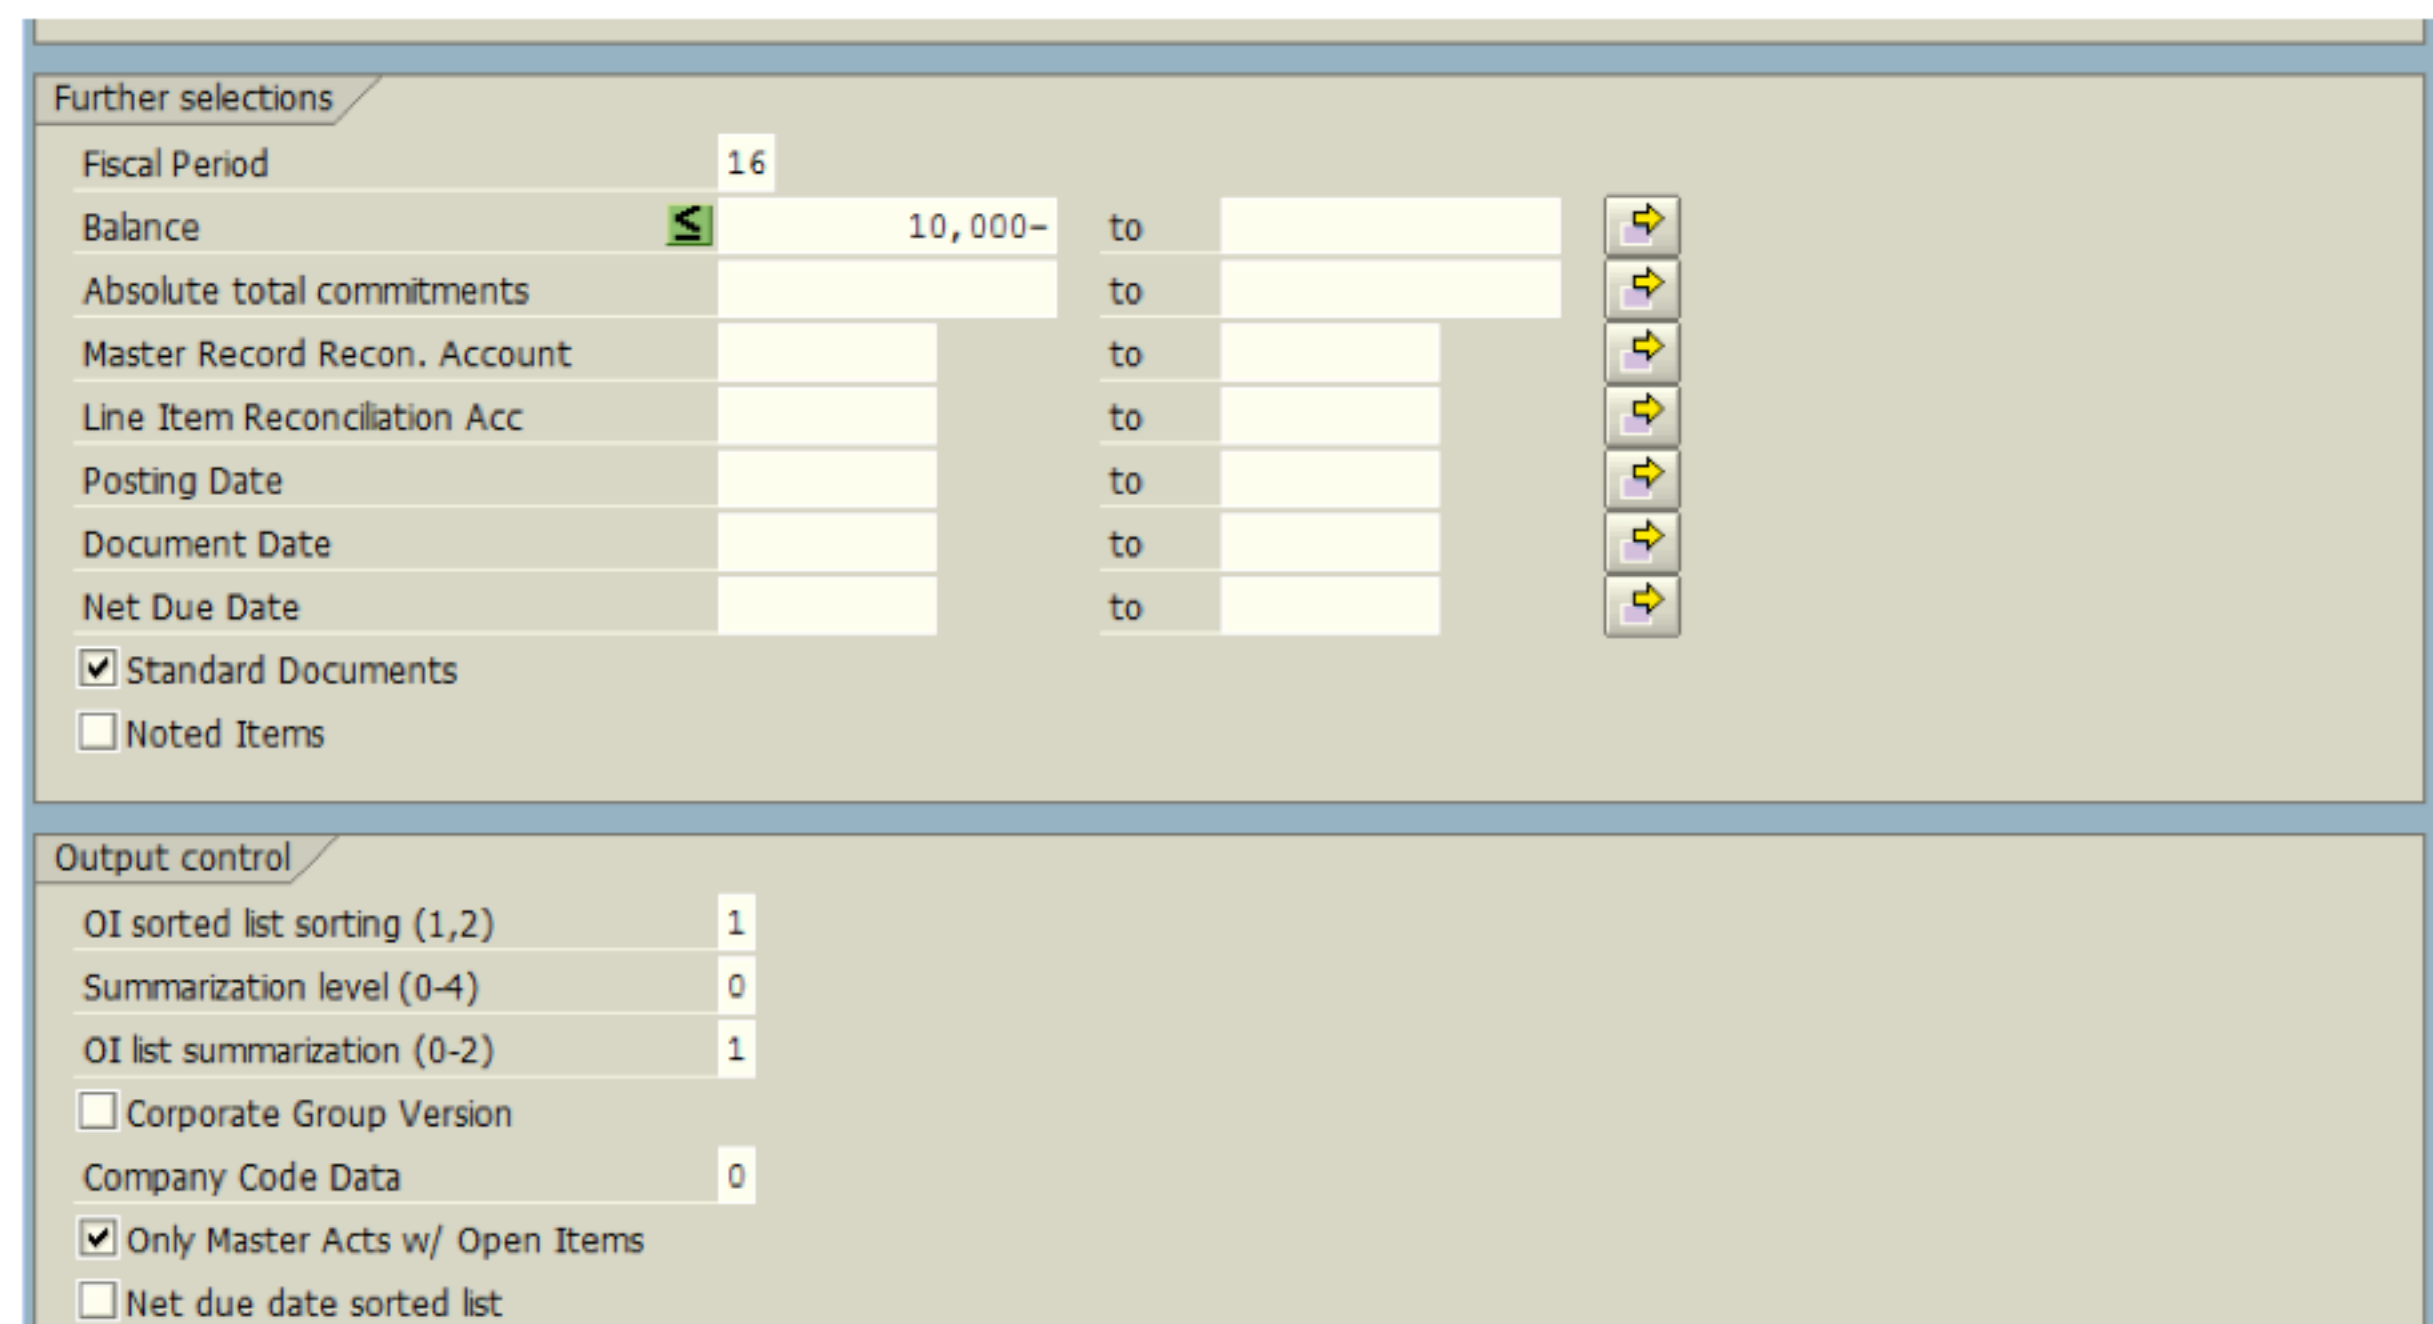 Further selections
Fiscal Period 16
Balance ≤ 10,000- to
Absolute total commitments to
Master Record Recon. Account to
Line Item Reconciliation Acc to
Posting Date to
Document Date to
Net Due Date to
Standard Documents
Noted Items
Output control
OI sorted list sorting (1,2) 1
Summarization level (0-4) 0
OI list summarization (0-2) 1
Corporate Group Version
Company Code Data 0
Only Master Acts w/ Open Items
Net due date sorted list